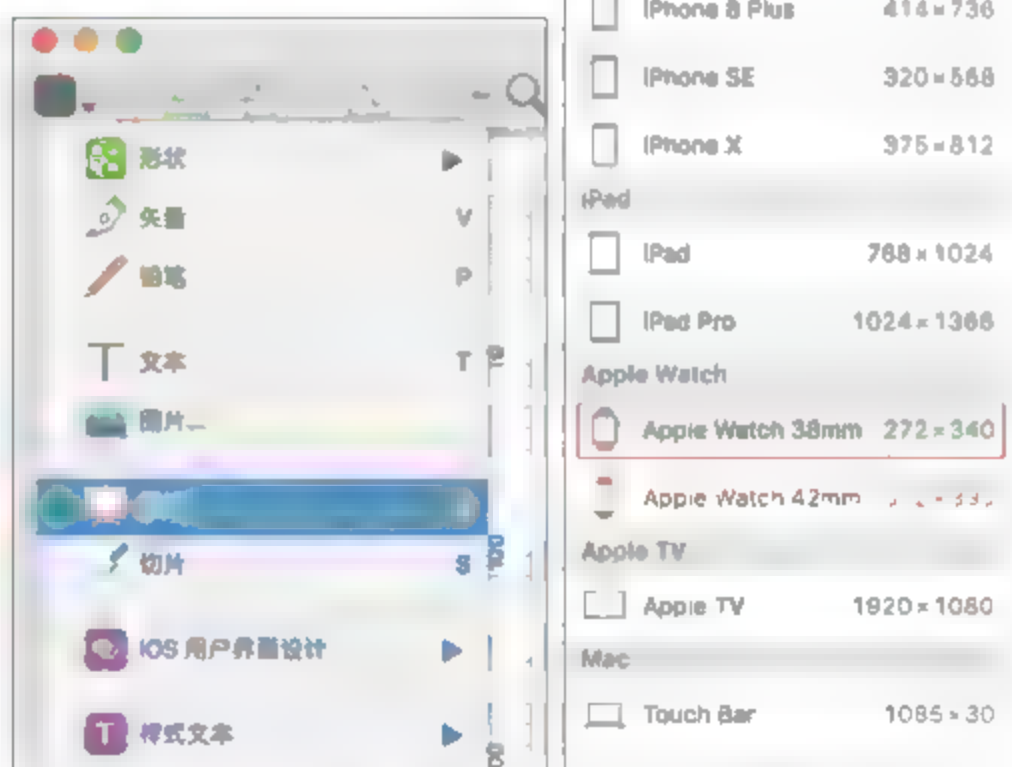 形状
矢量 V
铅笔 P
文本 T
图片...
切片 S
iOS 用户界面设计
样式文本
100
iPhone 8 Plus 414 × 736
iPhone SE 320 × 568
iPhone X 375 × 812
iPad
iPad 768 × 1024
iPad Pro 1024 × 1366
Apple Watch
Apple Watch 38mm 272 × 340
Apple Watch 42mm
Apple TV
Apple TV 1920 × 1080
Mac
Touch Bar 1085 × 30